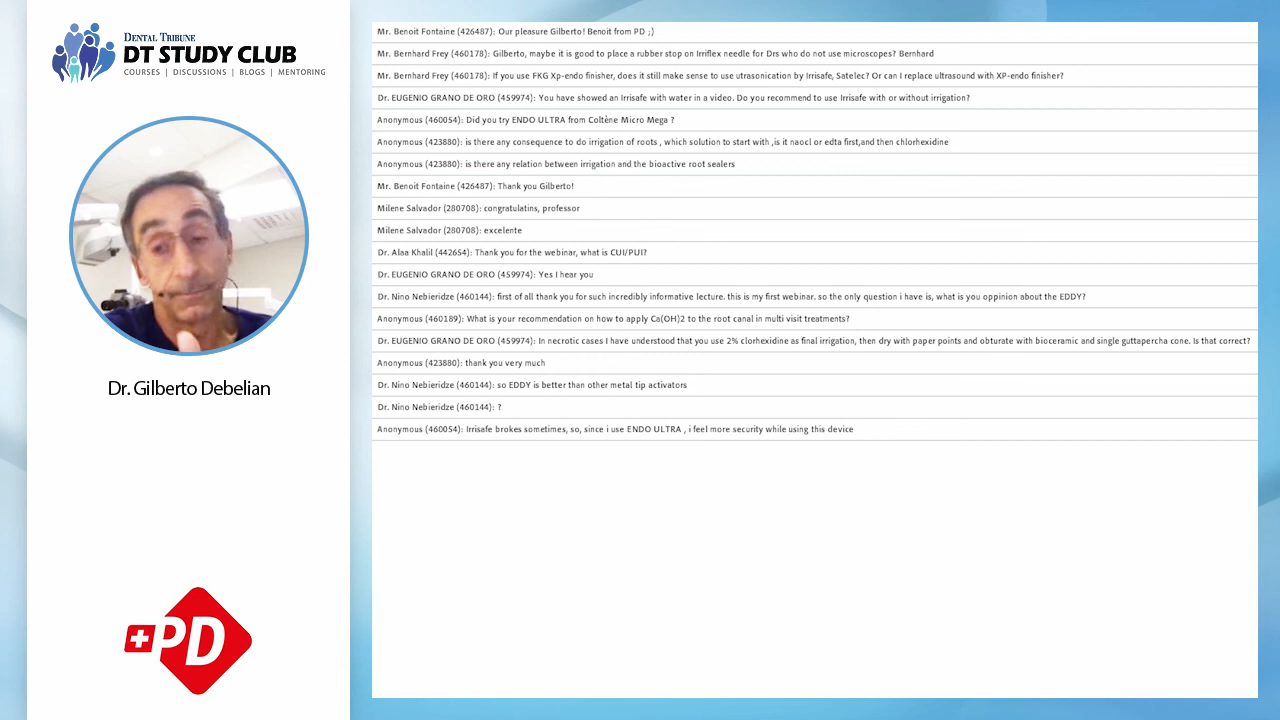 DENTAL TRIBUNE
DT STUDY CLUB
COURSES | DISCUSSIONS | BLOGS | MENTORING
Dr. Gilberto Debelian
PD
Mr. Benoit Fontaine (426487): Our pleasure Gilberto! Benoit from PD ;)
Mr. Bernhard Frey (460178): Gilberto, maybe it is good to place a rubber stop on Irriflex needle for Drs who do not use microscopes? Bernhard
Mr. Bernhard Frey (460178): If you use FKG Xp-endo finisher, does it still make sense to use utrasonication by Irrisafe, Satelec? Or can I replace ultrasound with XP-endo finisher?
Dr. EUGENIO GRANO DE ORO (459974): You have showed an Irrisafe with water in a video. Do you recommend to use Irrisafe with or without irrigation?
Anonymous (460054): Did you try ENDO ULTRA from Coltène Micro Mega ?
Anonymous (423880): is there any consequence to do irrigation of roots , which solution to start with ,is it naocl or edta first,and then chlorhexidine
Anonymous (423880): is there any relation between irrigation and the bioactive root sealers
Mr. Benoit Fontaine (426487): Thank you Gilberto!
Milene Salvador (280708): congratulatins, professor
Milene Salvador (280708): excelente
Dr. Alaa Khalil (442654): Thank you for the webinar, what is CUI/PUI?
Dr. EUGENIO GRANO DE ORO (459974): Yes I hear you
Dr. Nino Nebieridze (460144): first of all thank you for such incredibly informative lecture. this is my first webinar. so the only question i have is, what is you oppinion about the EDDY?
Anonymous (460189): What is your recommendation on how to apply Ca(OH)2 to the root canal in multi visit treatments?
Dr. EUGENIO GRANO DE ORO (459974): In necrotic cases I have understood that you use 2% clorhexidine as final irrigation, then dry with paper points and obturate with bioceramic and single guttapercha cone. Is that correct?
Anonymous (423880): thank you very much
Dr. Nino Nebieridze (460144): so EDDY is better than other metal tip activators
Dr. Nino Nebieridze (460144): ?
Anonymous (460054): Irrisafe brokes sometimes, so, since i use ENDO ULTRA , i feel more security while using this device